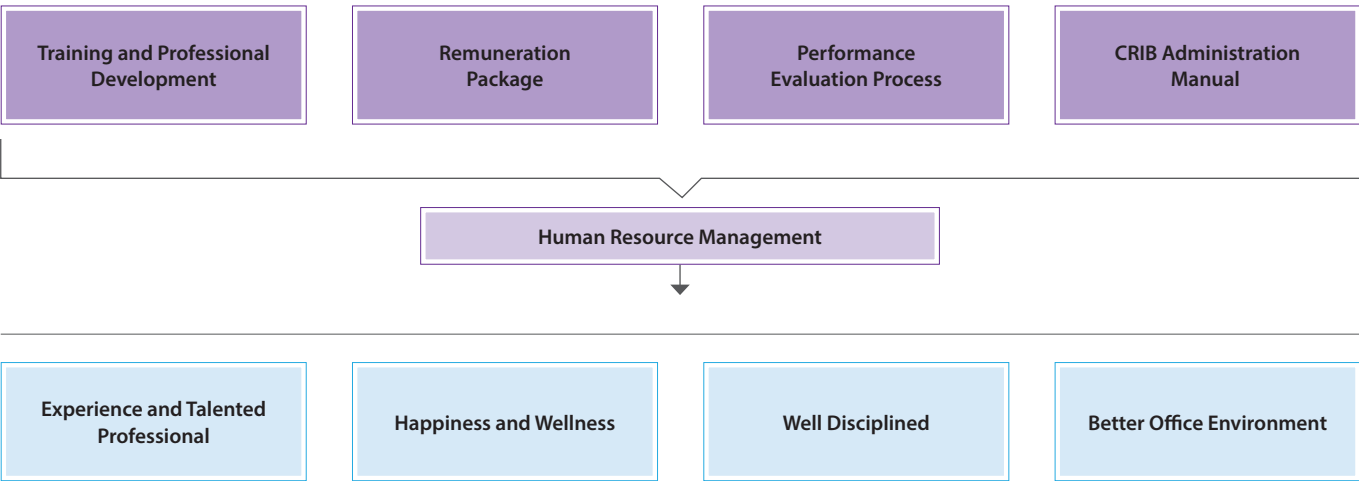 Training and Professional
Development
Remuneration
Package
Performance
Evaluation Process
CRIB Administration
Manual
Human Resource Management
Experience and Talented
Professional
Happiness and Wellness
Well Disciplined
Better Office Environment